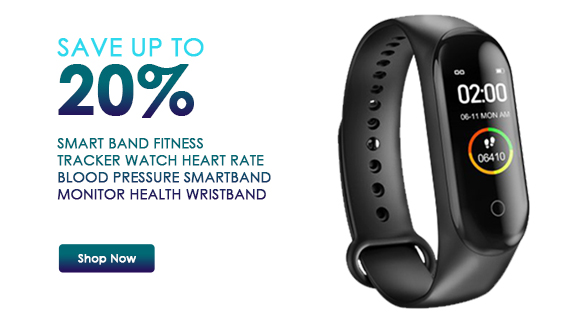 SAVE UP TO
20%
SMART BAND FITNESS
TRACKER WATCH HEART RATE
BLOOD PRESSURE SMARTBAND
MONITOR HEALTH WRISTBAND
Shop Now
02:00
06-11 MON AM
06410